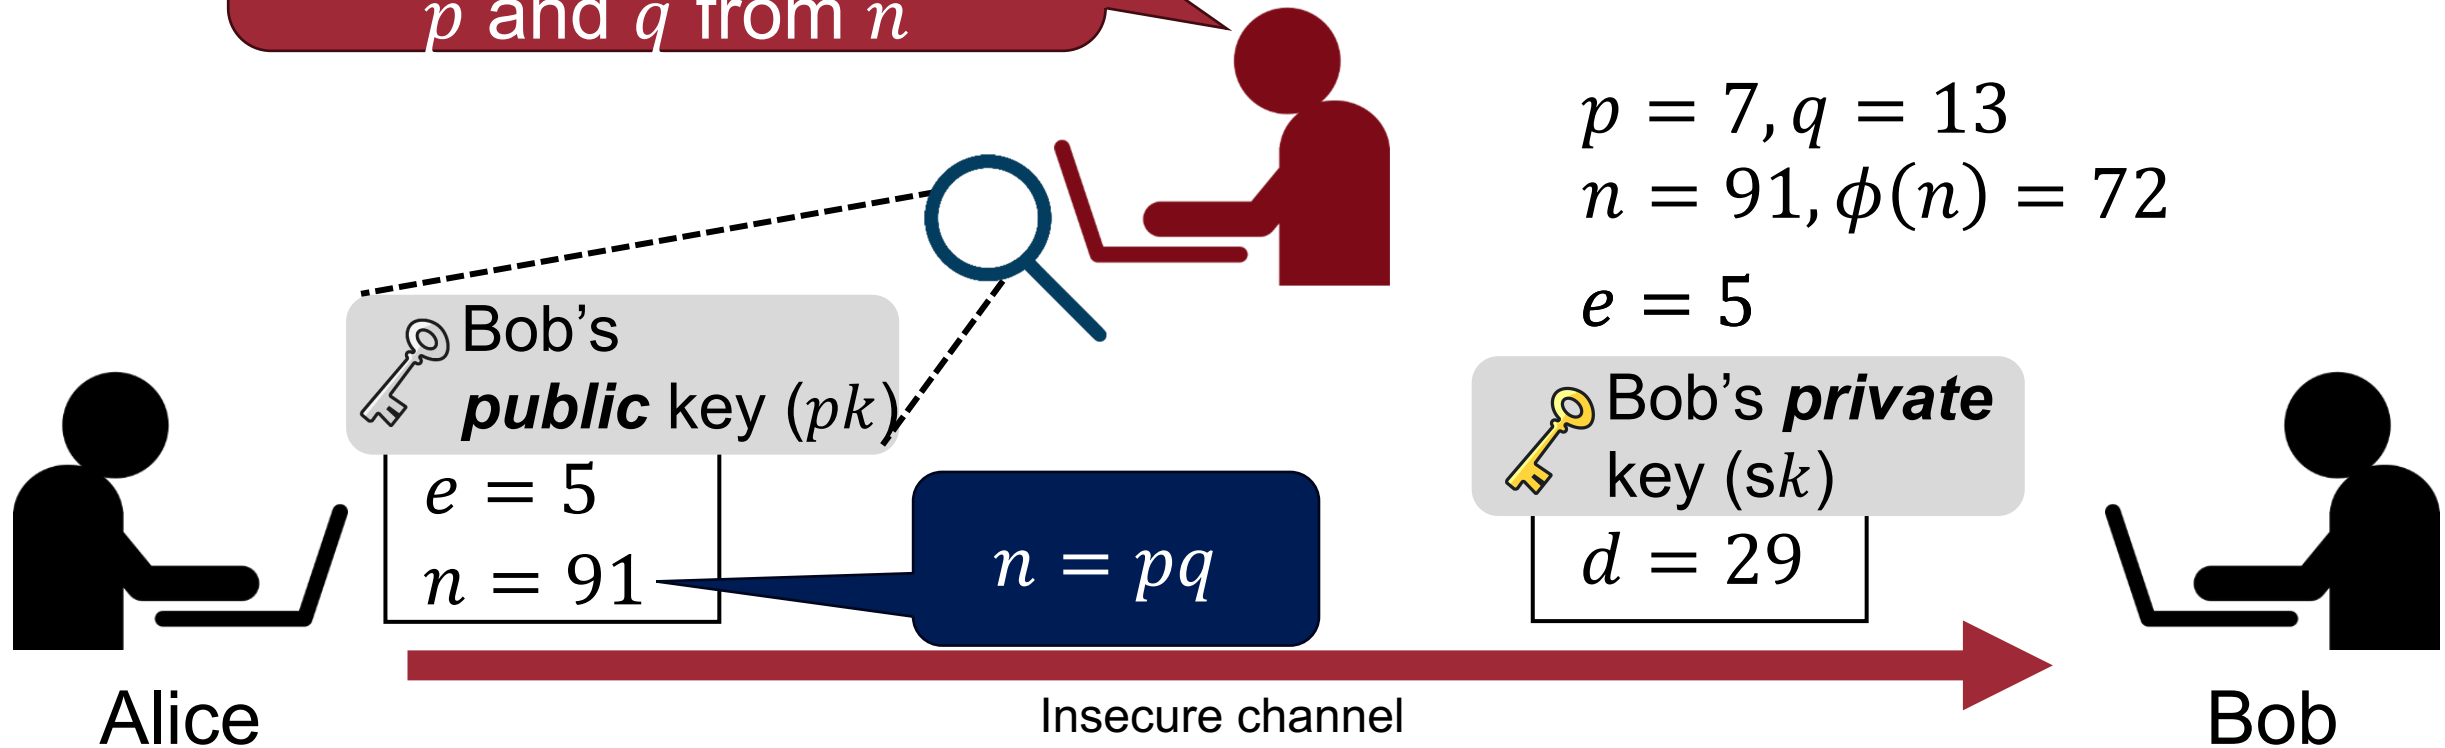 p and q from n
p = 7, q = 13
n = 91, ϕ(n) = 72
e = 5
Bob's
public key (pk)
e = 5
n = 91
n = pq
Bob's private
key (sk)
d = 29
Insecure channel
Alice
Bob